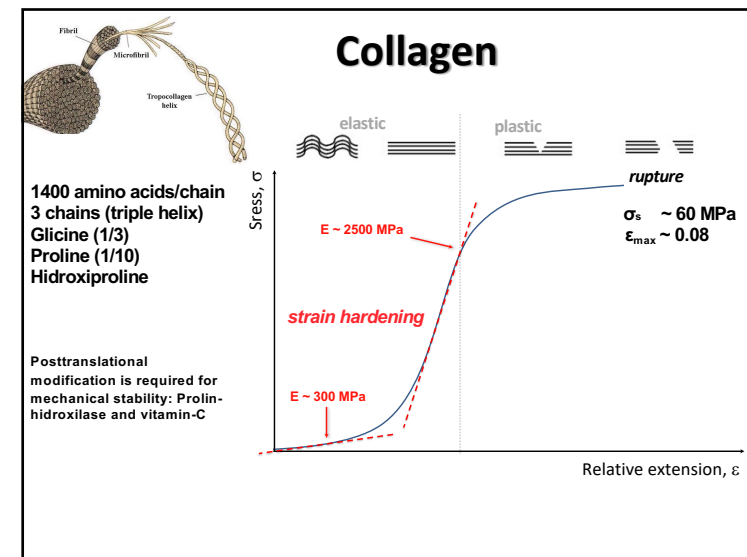 Collagen
Fibril
Microfibril
Tropocollagen
helix
elastic
plastic
rupture
1400 amino acids/chain
3 chains (triple helix)
Glicine (1/3)
Proline (1/10)
Hidroxiproline
Posttranslational
modification is required for
mechanical stability: Prolin-
hidroxilase and vitamin-C
Sress, σ
E ~ 2500 MPa
σs ~ 60 MPa
εmax ~ 0.08
strain hardening
E ~ 300 MPa
Relative extension, ε